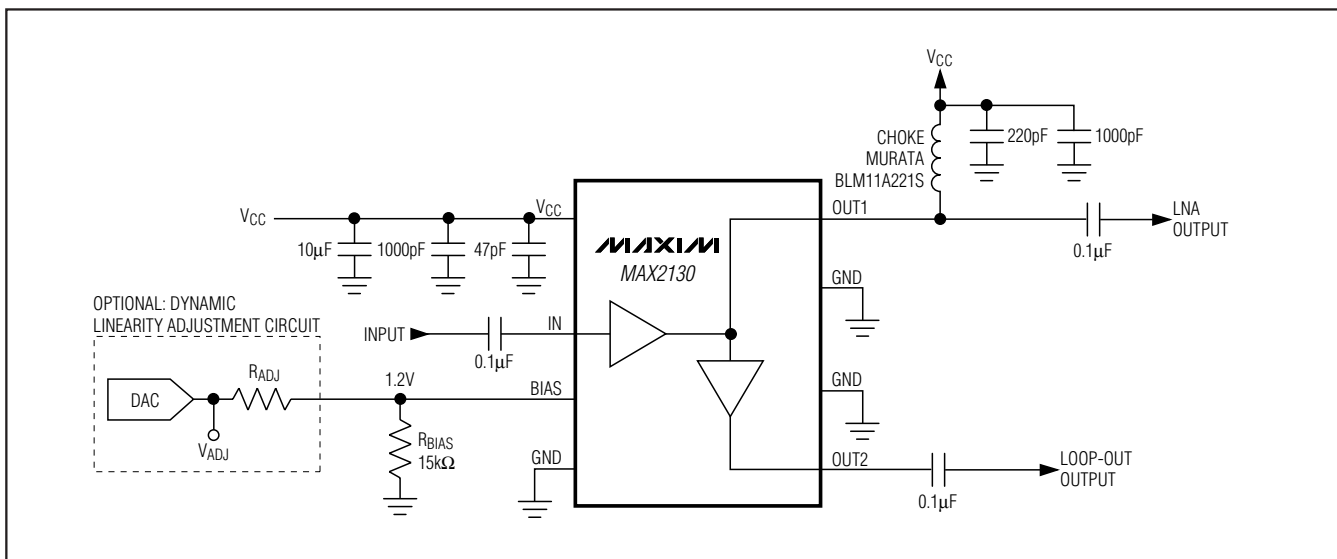 VCC
CHOKE
MURATA
BLM11A221S
220pF
1000pF
VCC
VCC
10µF
1000pF
47pF
MAXIM
MAX2130
OUT1
0.1µF
LNA
OUTPUT
GND
OPTIONAL: DYNAMIC
LINEARITY ADJUSTMENT CIRCUIT
INPUT
0.1µF
IN
DAC
RADJ
VADJ
1.2V
BIAS
RBIAS
15kΩ
GND
GND
OUT2
0.1µF
LOOP-OUT
OUTPUT